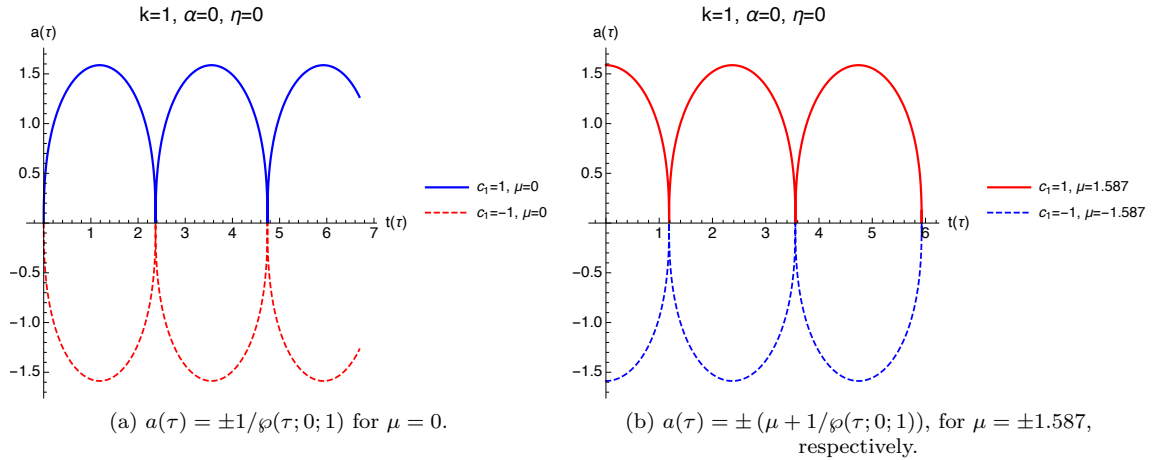 k=1, α=0, η=0
a(τ)
1.5
1.0
0.5
-0.5
-1.0
-1.5
1 2 3 4 5 6 7
t(τ)
c₁=1, μ=0
c₁=-1, μ=0
(a) a(τ) = ±1/℘(τ; 0; 1) for μ = 0.
k=1, α=0, η=0
a(τ)
1.5
1.0
0.5
-0.5
-1.0
-1.5
1 2 3 4 5 6
t(τ)
c₁=1, μ=1.587
c₁=-1, μ=-1.587
(b) a(τ) = ± (μ + 1/℘(τ; 0; 1)), for μ = ±1.587,
respectively.